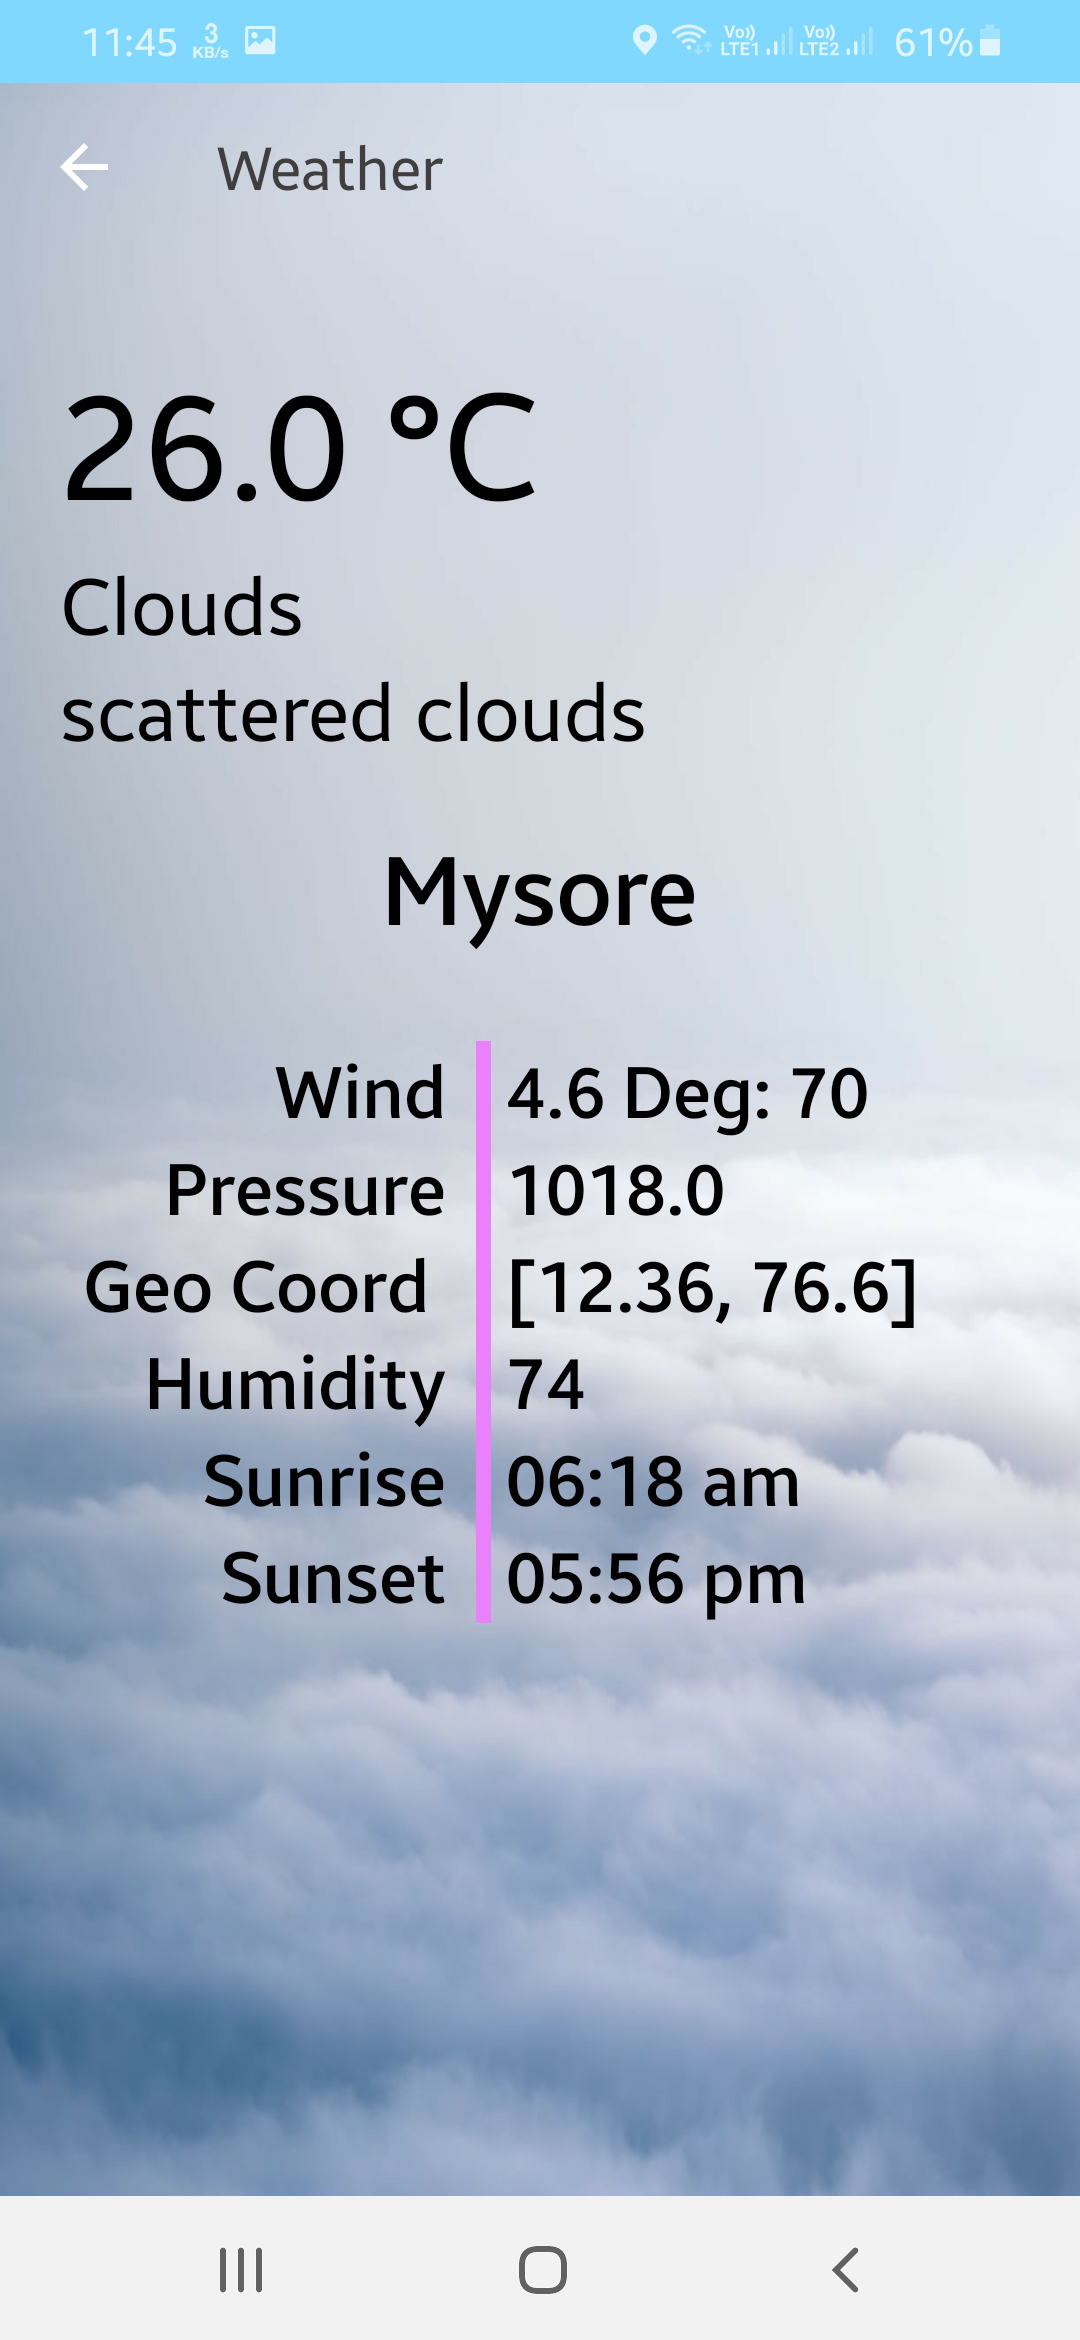 11:45 3 KB/s Vo)) LTE1 Vo)) LTE2 61%
Weather
26.0 °C
Clouds
scattered clouds
Mysore
Wind 4.6 Deg: 70
Pressure 1018.0
Geo Coord [12.36, 76.6]
Humidity 74
Sunrise 06:18 am
Sunset 05:56 pm